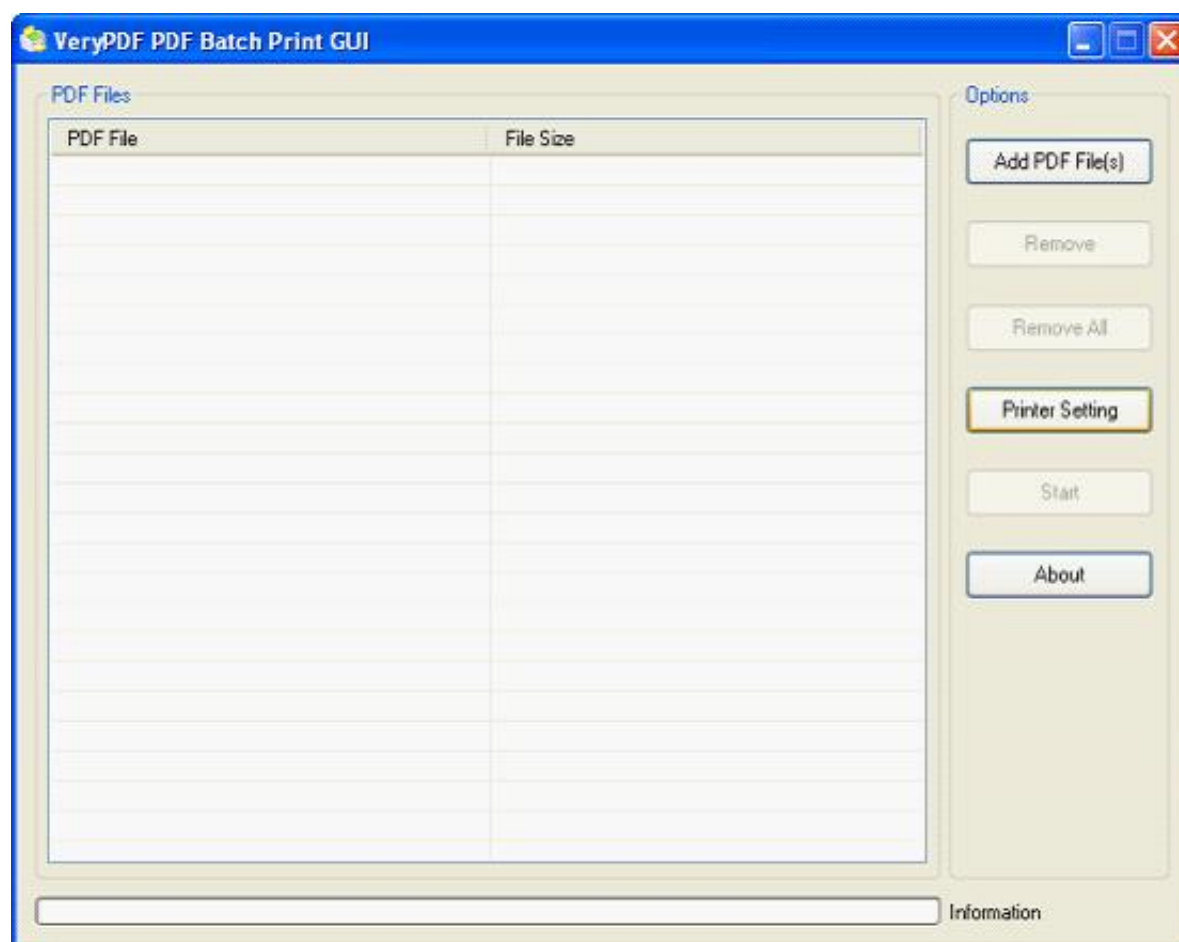 VeryPDF PDF Batch Print GUI
PDF Files
PDF File File Size
Options
Add PDF File(s)
Remove
Remove All
Printer Setting
Start
About
Information